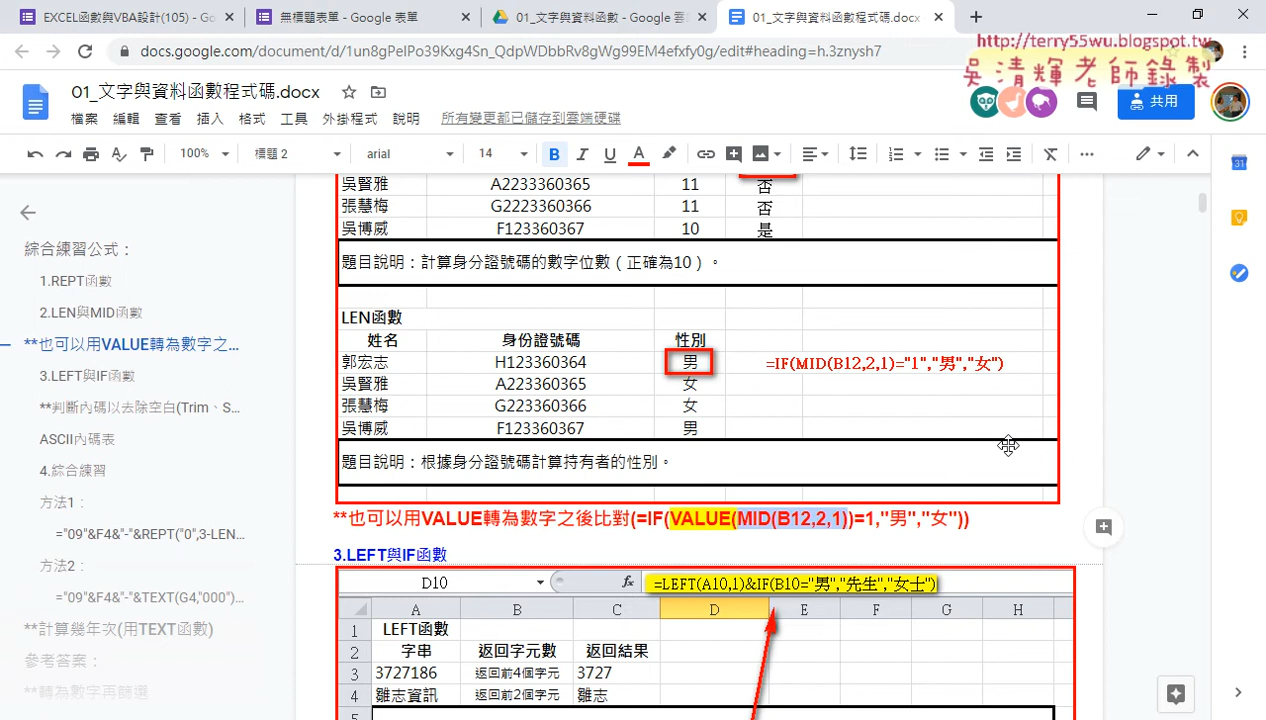 EXCEL函數與VBA設計(105) - Go
無標題表單 - Google 表單
01_文字與資料函數 - Google 雲
01_文字與資料函數程式碼.docx
docs.google.com/document/d/1un8gPeIPo39Kxg4Sn_QdpWDbbRv8gWg99EM4efxfy0g/edit#heading=h.3znysh7
http://terry55wu.blogspot.tw
吳清輝老師錄製
01_文字與資料函數程式碼.docx
共用
檔案 編輯 查看 插入 格式 工具 外掛程式 說明 所有變更都已儲存到雲端硬碟
100% 標題 2 arial 14 B I U A
吳賢雅 A2233360365 11 否
張慧梅 G2223360366 11 否
吳博威 F123360367 10 是
題目說明：計算身分證號碼的數字位數（正確為10）。
LEN函數
姓名 身份證號碼 性別
郭宏志 H123360364 男 =IF(MID(B12,2,1)="1","男","女")
吳賢雅 A223360365 女
張慧梅 G223360366 女
吳博威 F123360367 男
題目說明：根據身分證號碼計算持有者的性別。
**也可以用VALUE轉為數字之後比對(=IF(VALUE(MID(B12,2,1))=1,"男","女"))
3.LEFT與IF函數
D10 fx =LEFT(A10,1)&IF(B10="男","先生","女士")
A B C D E F G H
1 LEFT函數
2 字串 返回字元數 返回結果
3 3727186 返回前4個字元 3727
4 雛志資訊 返回前2個字元 雛志
5
綜合練習公式：
1.REPT函數
2.LEN與MID函數
**也可以用VALUE轉為數字之...
3.LEFT與IF函數
**判斷內碼以去除空白(Trim、S...
ASCII內碼表
4.綜合練習
方法1：
="09"&F4&"-"&REPT("0",3-LEN...
方法2：
="09"&F4&"-"&TEXT(G4,"000")...
**計算幾年次(用TEXT函數)
參考答案：
**轉為數字再篩選
31